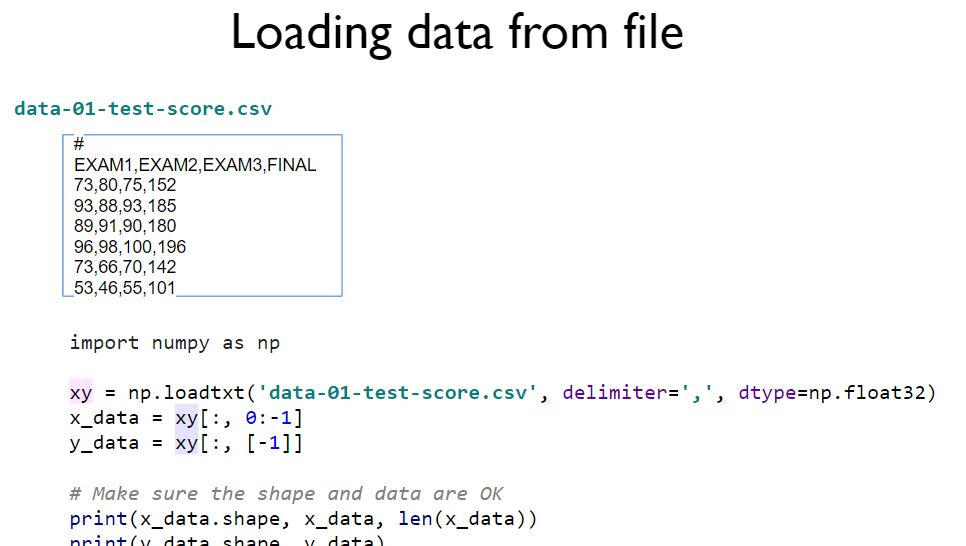 Loading data from file
data-01-test-score.csv
#
EXAM1,EXAM2,EXAM3,FINAL
73,80,75,152
93,88,93,185
89,91,90,180
96,98,100,196
73,66,70,142
53,46,55,101
import numpy as np
xy = np.loadtxt('data-01-test-score.csv', delimiter=',', dtype=np.float32)
x_data = xy[:, 0:-1]
y_data = xy[:, [-1]]
# Make sure the shape and data are OK
print(x_data.shape, x_data, len(x_data))
print(y_data.shape, y_data)